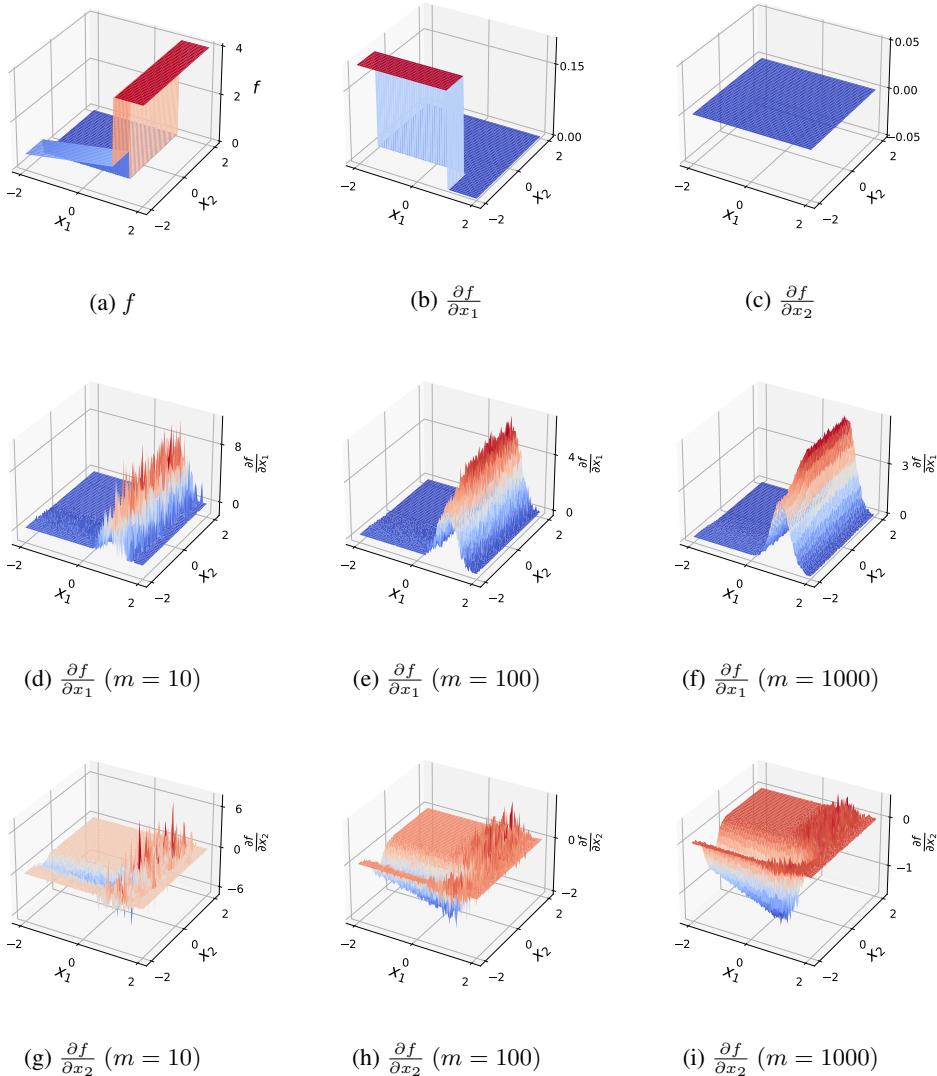 4
2
0
f
−2
0
2
x1
−2
0
2
x2
(a) f
0.15
0.00
−2
0
2
x1
−2
0
2
x2
(b) ∂f/∂x1
0.05
0.00
−0.05
−2
0
2
x1
−2
0
2
x2
(c) ∂f/∂x2
8
0
∂f/∂x1
−2
0
2
x1
−2
0
2
x2
(d) ∂f/∂x1 (m = 10)
4
0
∂f/∂x1
−2
0
2
x1
−2
0
2
x2
(e) ∂f/∂x1 (m = 100)
3
0
∂f/∂x1
−2
0
2
x1
−2
0
2
x2
(f) ∂f/∂x1 (m = 1000)
6
0
−6
∂f/∂x2
−2
0
2
x1
−2
0
2
x2
(g) ∂f/∂x2 (m = 10)
0
−2
∂f/∂x2
−2
0
2
x1
−2
0
2
x2
(h) ∂f/∂x2 (m = 100)
0
−1
∂f/∂x2
−2
0
2
x1
−2
0
2
x2
(i) ∂f/∂x2 (m = 1000)